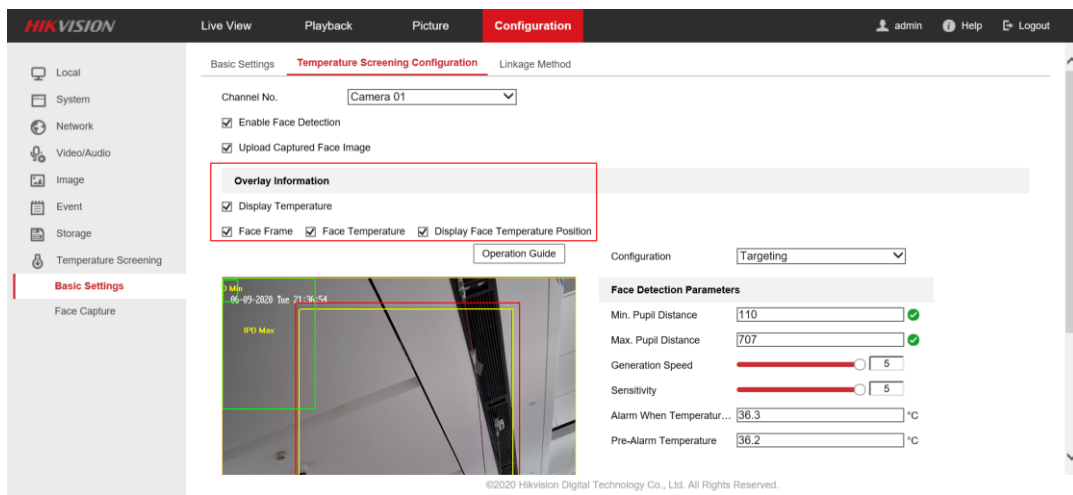 HIKVISION
Live View Playback Picture Configuration admin Help Logout
Local
System
Network
Video/Audio
Image
Event
Storage
Temperature Screening
Basic Settings
Face Capture
Basic Settings Temperature Screening Configuration Linkage Method
Channel No. Camera 01
Enable Face Detection
Upload Captured Face Image
Overlay Information
Display Temperature
Face Frame Face Temperature Display Face Temperature Position
Operation Guide
Min
06-09-2020 Tue 21:36:54
IPD Max
Configuration Targeting
Face Detection Parameters
Min. Pupil Distance 110
Max. Pupil Distance 707
Generation Speed 5
Sensitivity 5
Alarm When Temperatur... 36.3 °C
Pre-Alarm Temperature 36.2 °C
©2020 Hikvision Digital Technology Co., Ltd. All Rights Reserved.